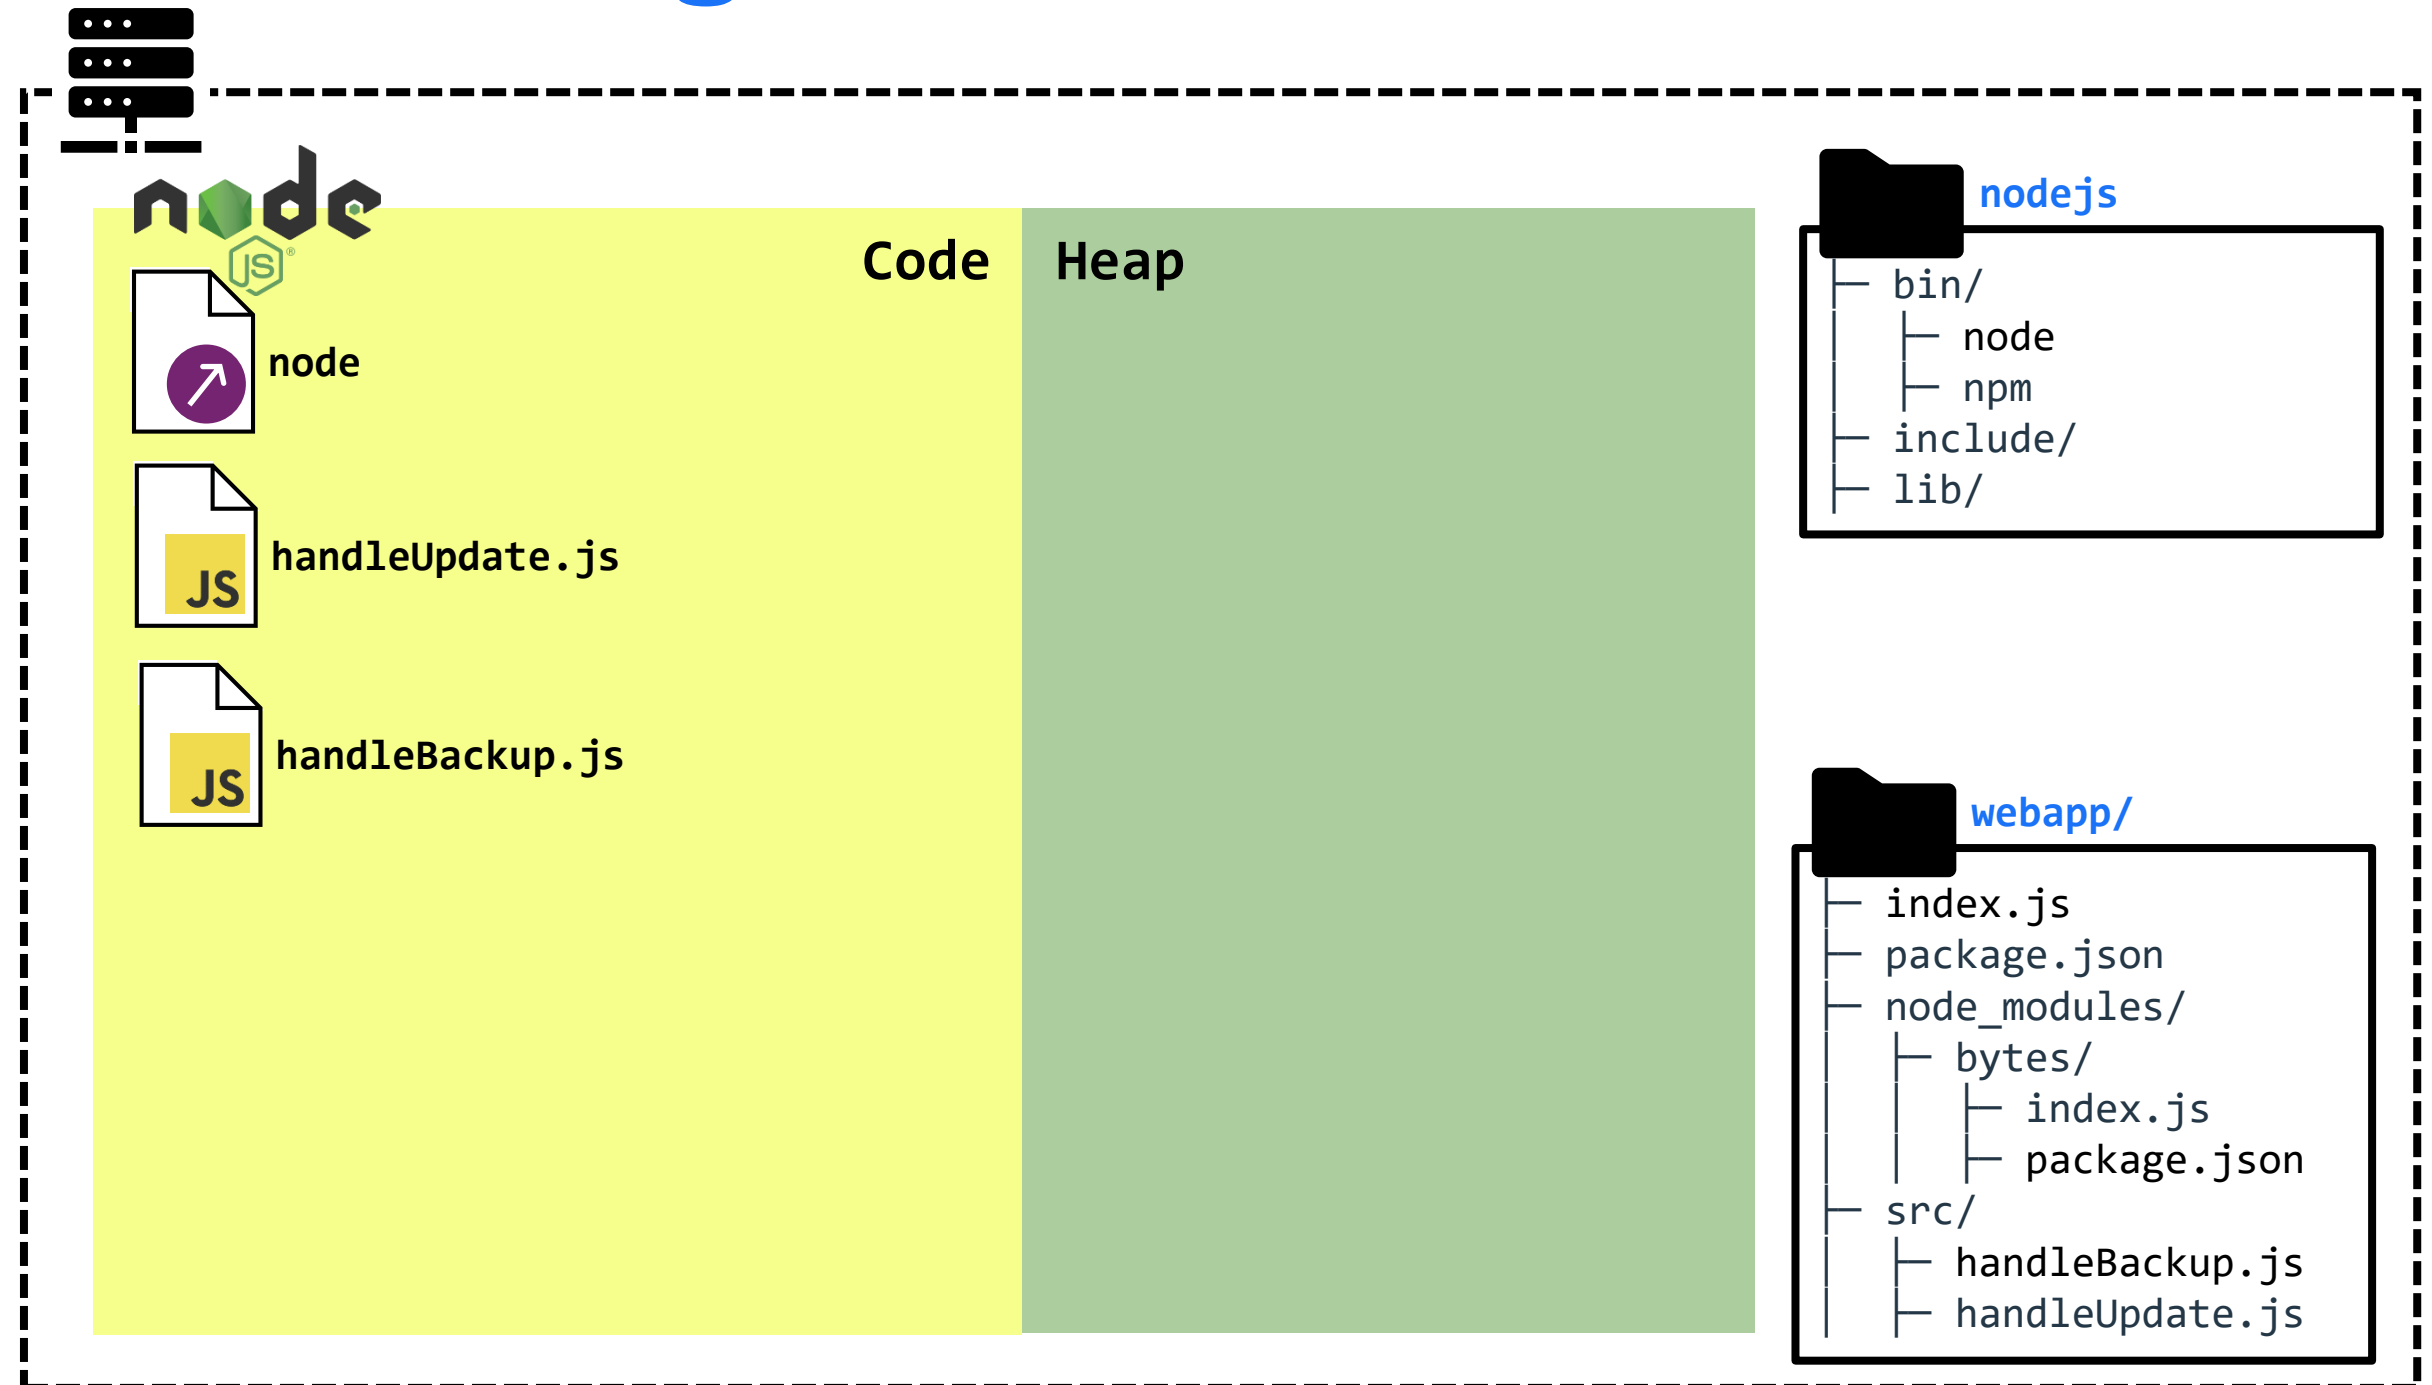 node
JS
®
Code
Heap
node
JS
handleUpdate.js
JS
handleBackup.js
nodejs
├─ bin/
│  ├─ node
│  ├─ npm
├─ include/
├─ lib/
webapp/
├─ index.js
├─ package.json
├─ node_modules/
│  ├─ bytes/
│  │  ├─ index.js
│  │  ├─ package.json
├─ src/
│  ├─ handleBackup.js
│  ├─ handleUpdate.js